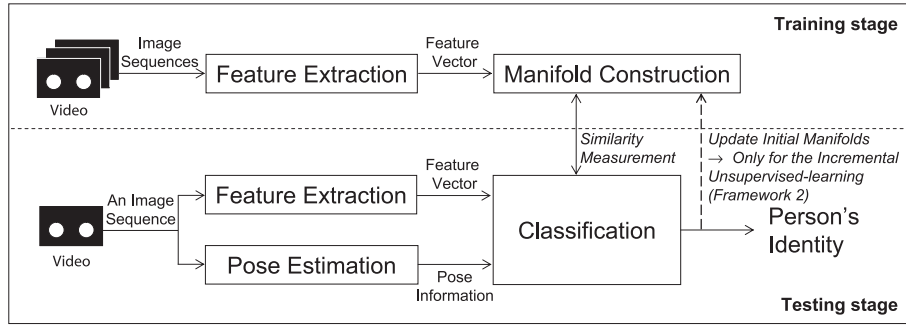 Training stage
Image
Sequences
Feature Extraction
Feature
Vector
Manifold Construction
Video
Similarity
Measurement
Update Initial Manifolds
→ Only for the Incremental
Unsupervised-learning
(Framework 2)
An Image
Sequence
Feature Extraction
Feature
Vector
Classification
Person's
Identity
Video
Pose Estimation
Pose
Information
Testing stage